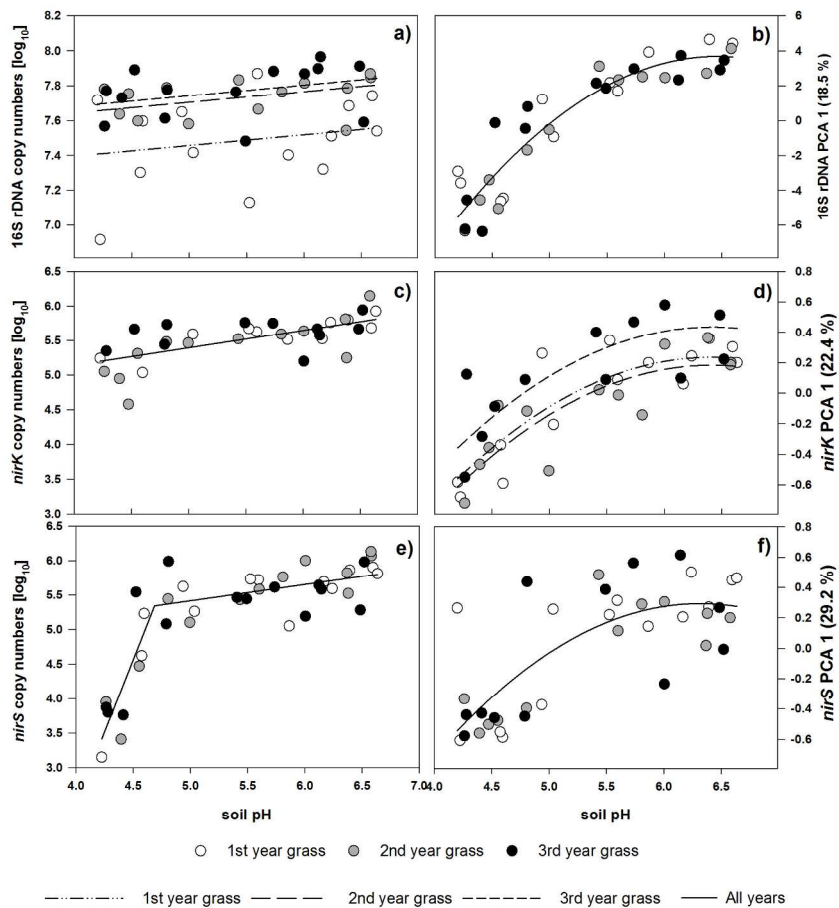 a)
16S rDNA copy numbers [log10]
8.2
8.0
7.8
7.6
7.4
7.2
7.0
b)
6
4
2
0
-2
-4
-6
16S rDNA PCA 1 (18.5 %)
c)
nirK copy numbers [log10]
6.5
6.0
5.5
5.0
4.5
4.0
3.5
3.0
d)
0.8
0.6
0.4
0.2
0.0
-0.2
-0.4
-0.6
nirK PCA 1 (22.4 %)
e)
nirS copy numbers [log10]
6.5
6.0
5.5
5.0
4.5
4.0
3.5
3.0
f)
0.8
0.6
0.4
0.2
0.0
-0.2
-0.4
-0.6
nirS PCA 1 (29.2 %)
4.0 4.5 5.0 5.5 6.0 6.5 7.0
4.0 4.5 5.0 5.5 6.0 6.5 7.0
soil pH soil pH
1st year grass 2nd year grass 3rd year grass
1st year grass 2nd year grass 3rd year grass All years